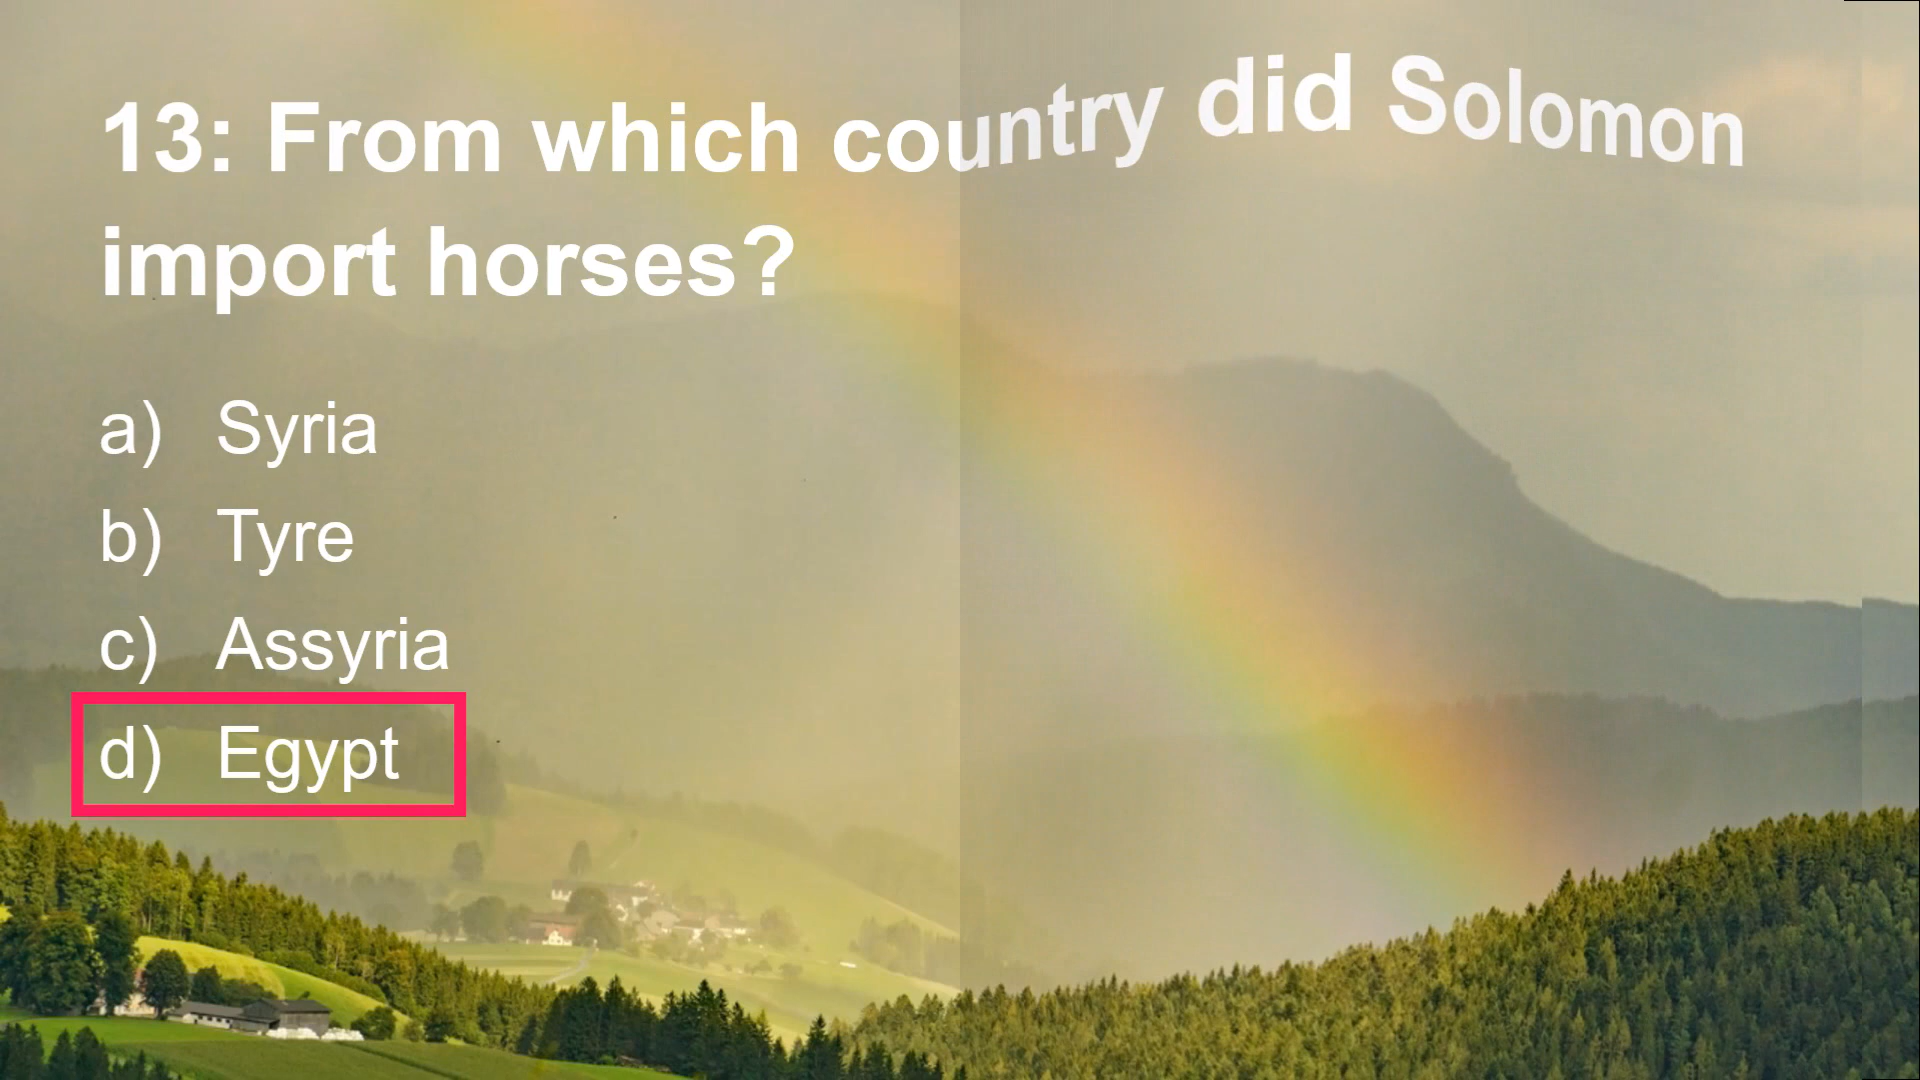 13: From which country did Solomon
import horses?
a) Syria
b) Tyre
c) Assyria
d) Egypt